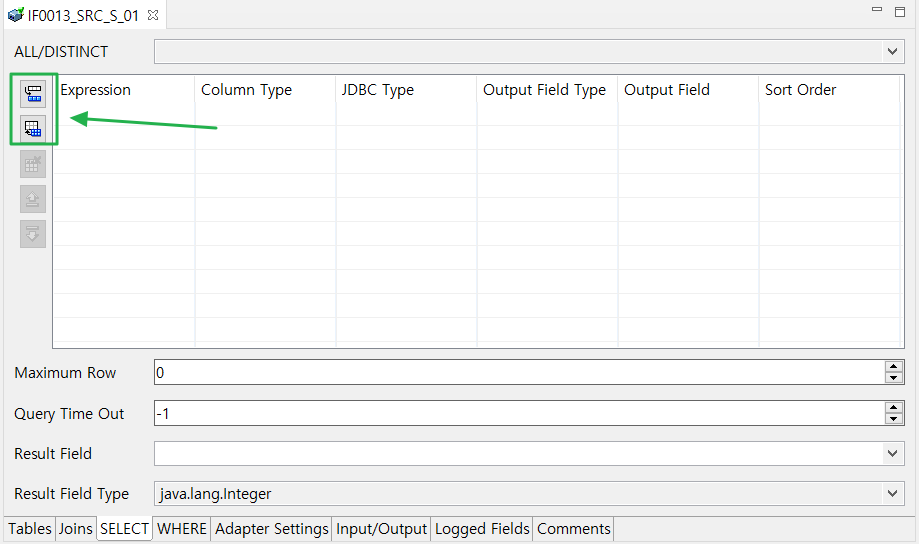 IF0013_SRC_S_01
ALL/DISTINCT
Expression Column Type JDBC Type Output Field Type Output Field Sort Order
Maximum Row 0
Query Time Out -1
Result Field
Result Field Type java.lang.Integer
Tables Joins SELECT WHERE Adapter Settings Input/Output Logged Fields Comments